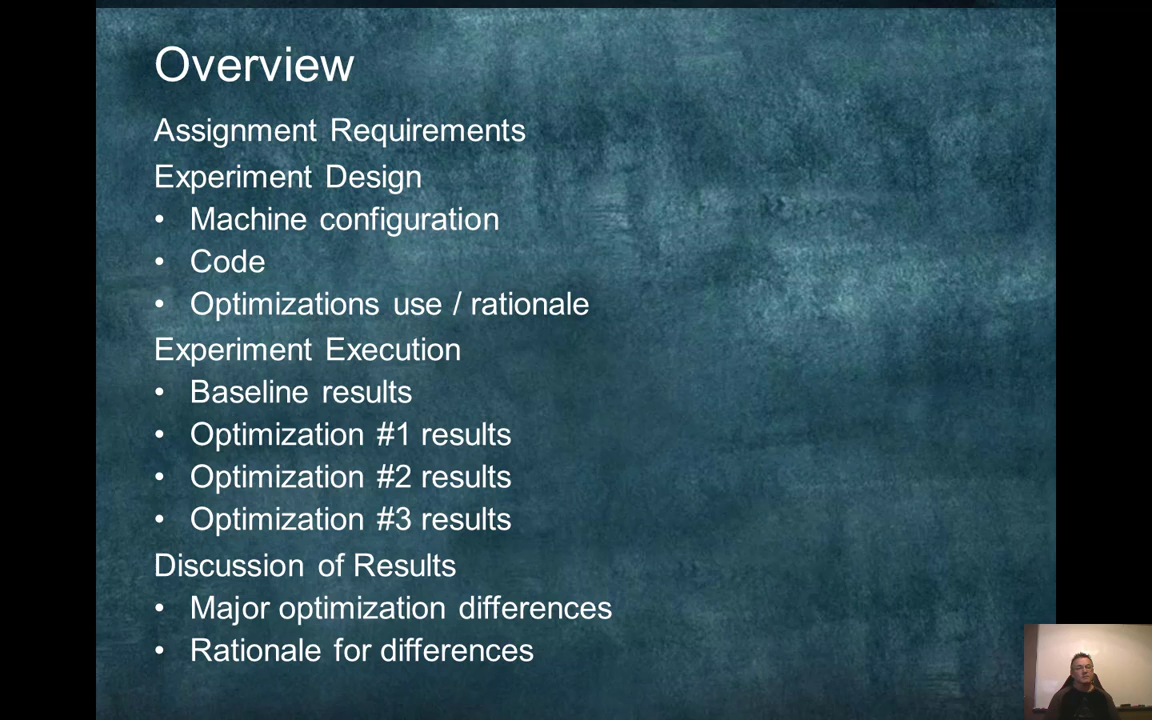 Overview
Assignment Requirements
Experiment Design
• Machine configuration
• Code
• Optimizations use / rationale
Experiment Execution
• Baseline results
• Optimization #1 results
• Optimization #2 results
• Optimization #3 results
Discussion of Results
• Major optimization differences
• Rationale for differences